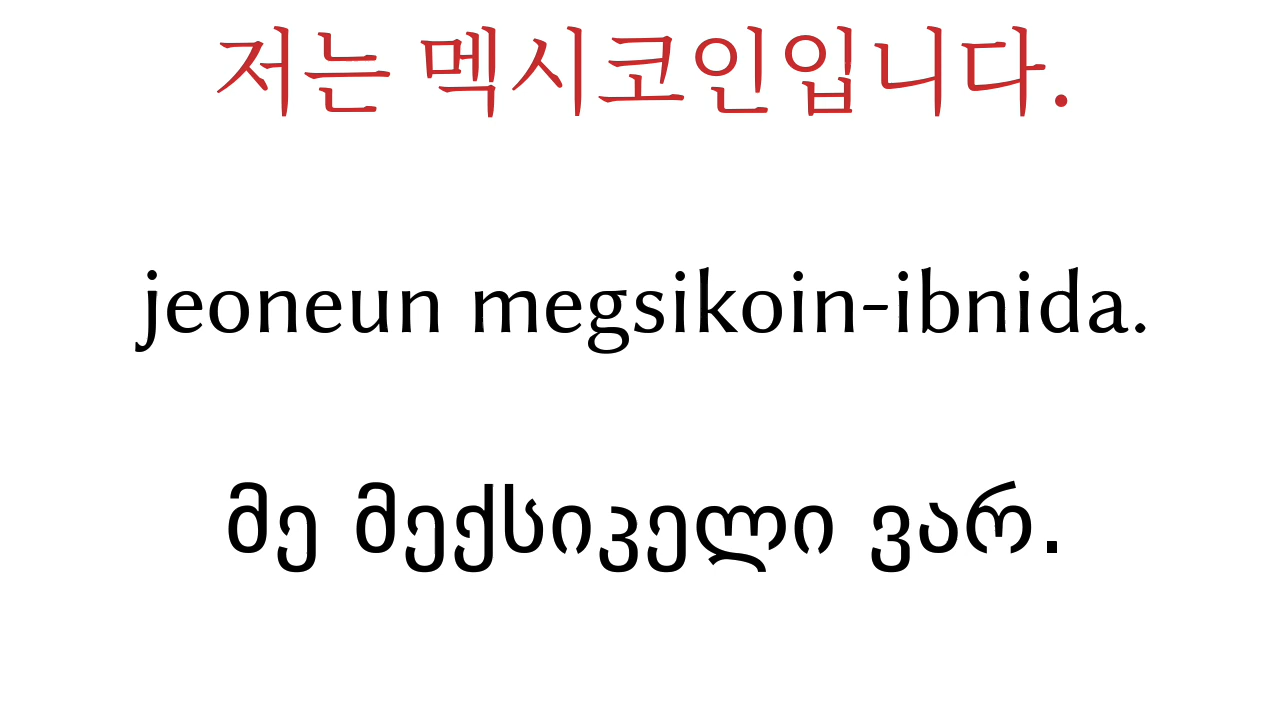 저는 멕시코인입니다.
jeoneun megsikoin-ibnida.
მე მექსიკელი ვარ.